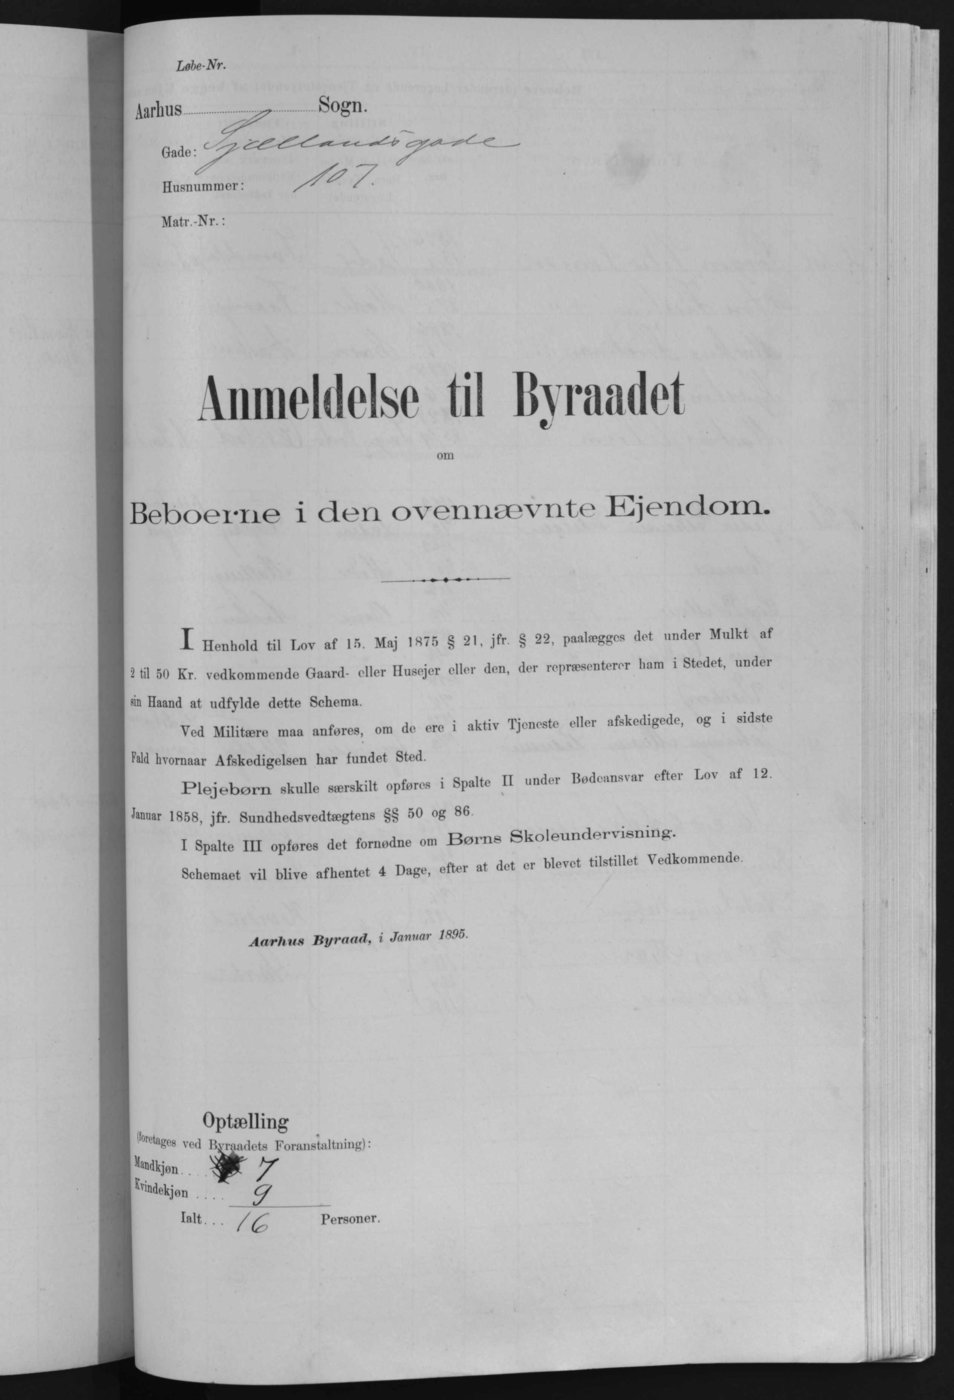 Løbe-Nr.
Aarhus Sogn.
Gade: Sjællandsgade
Husnummer: 107.
Matr.-Nr.:
Anmeldelse til Byraadet
om
Beboerne i den ovennævnte Ejendom.
I Henhold til Lov af 15. Maj 1875 § 21, jfr. § 22, paalægges det under Mulkt af
2 til 50 Kr. vedkommende Gaard- eller Husejer eller den, der repræsenterer ham i Stedet, under
sin Haand at udfylde dette Schema.
Ved Militære maa anføres, om de ere i aktiv Tjeneste eller afskedigede, og i sidste
Fald hvornaar Afskedigelsen har fundet Sted.
Plejebørn skulle særskilt opføres i Spalte II under Bødeansvar efter Lov af 12.
Januar 1858, jfr. Sundhedsvedtægtens §§ 50 og 86.
I Spalte III opføres det fornødne om Børns Skoleundervisning.
Schemaet vil blive afhentet 4 Dage, efter at det er blevet tilstillet Vedkommende.
Aarhus Byraad, i Januar 1895.
Optælling
(foretages ved Byraadets Foranstaltning):
Mandkjøn.... 7
Kvindekjøn.... 9
Ialt... 16 Personer.